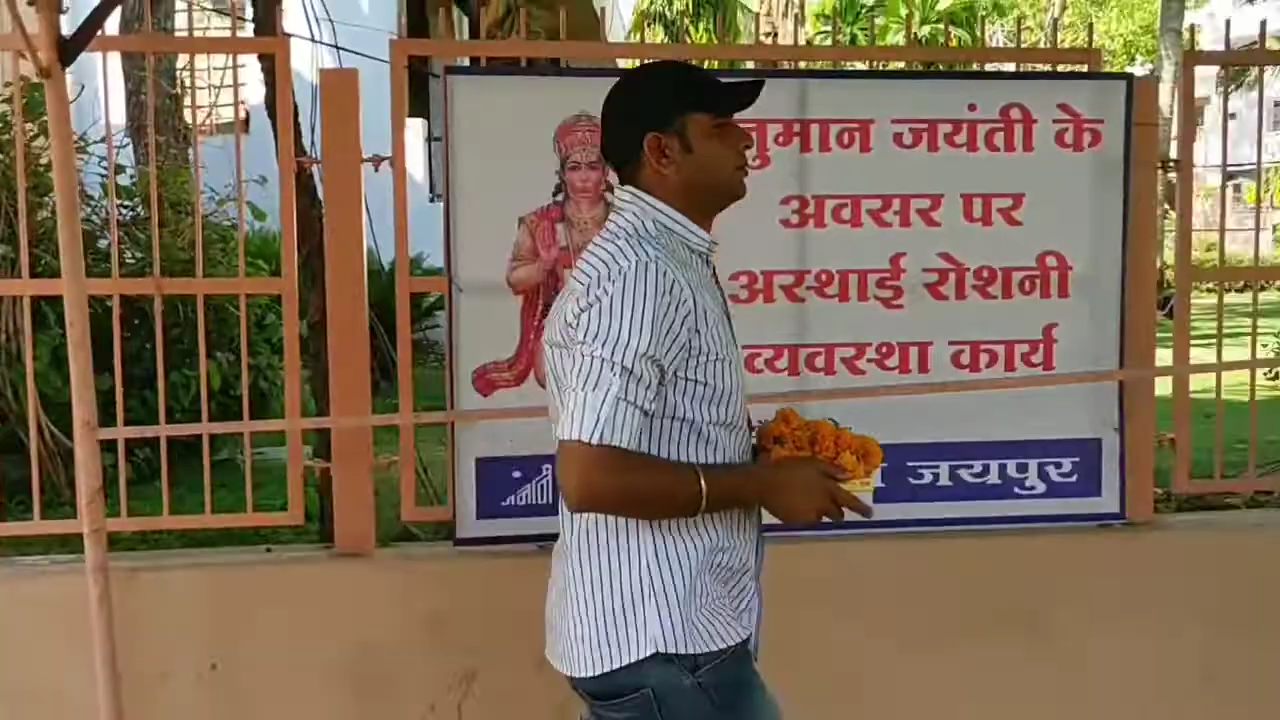 नुमान जयंती के
अवसर पर
अस्थाई रोशनी
व्यवस्था कार्य
जयपुर